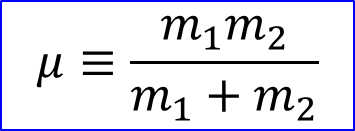 μ ≡ m₁m₂ / (m₁ + m₂)